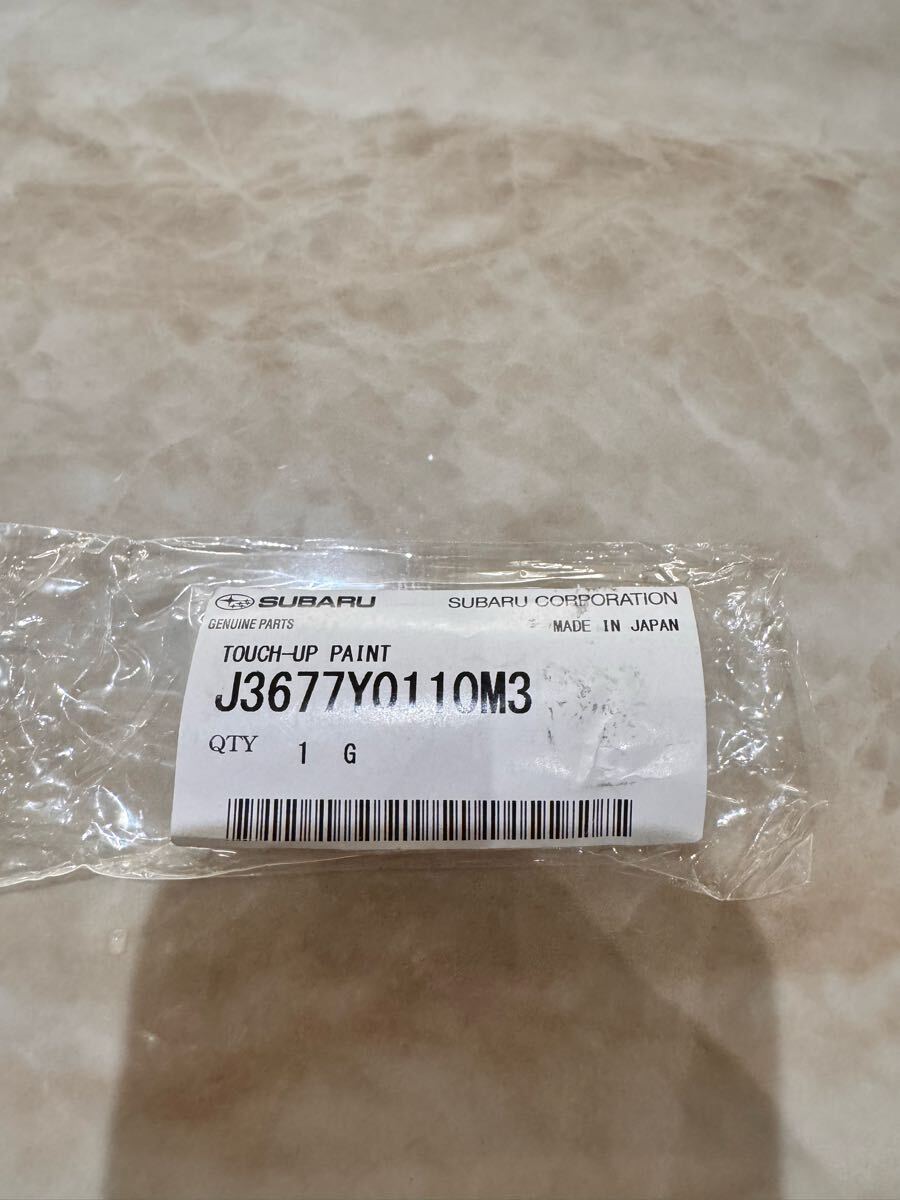 SUBARU SUBARU CORPORATION
GENUINE PARTS MADE IN JAPAN
TOUCH-UP PAINT
J3677Y0110M3
QTY 1 G